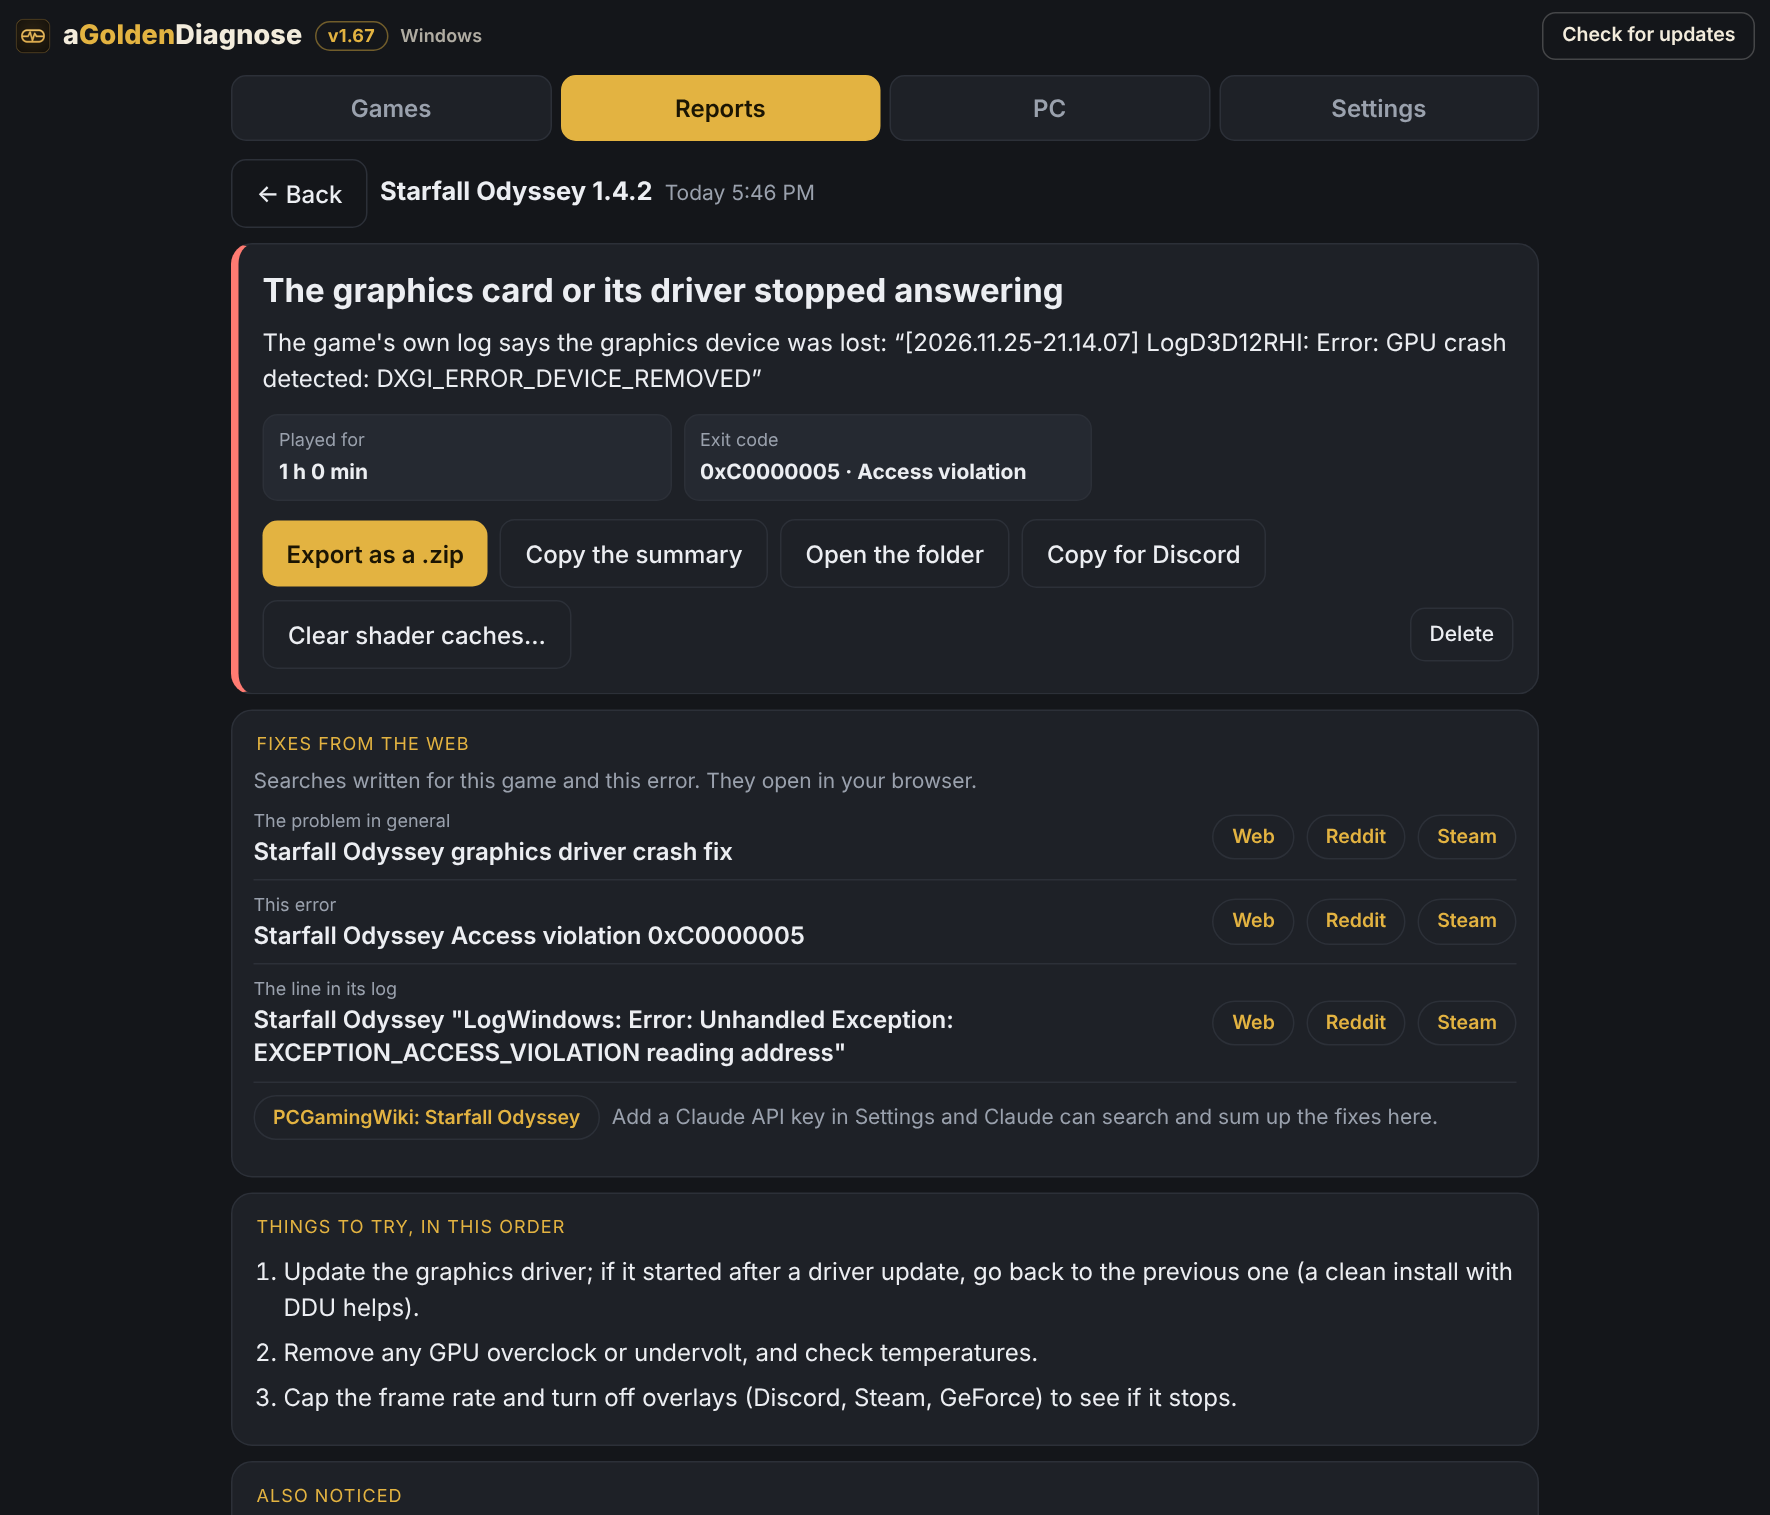 aGoldenDiagnose v1.67 Windows Check for updates
Games Reports PC Settings
← Back Starfall Odyssey 1.4.2 Today 5:46 PM
The graphics card or its driver stopped answering
The game's own log says the graphics device was lost: “[2026.11.25-21.14.07] LogD3D12RHI: Error: GPU crash
detected: DXGI_ERROR_DEVICE_REMOVED”
Played for
1 h 0 min
Exit code
0xC0000005 · Access violation
Export as a .zip Copy the summary Open the folder Copy for Discord
Clear shader caches... Delete
FIXES FROM THE WEB
Searches written for this game and this error. They open in your browser.
The problem in general
Starfall Odyssey graphics driver crash fix
Web Reddit Steam
This error
Starfall Odyssey Access violation 0xC0000005
Web Reddit Steam
The line in its log
Starfall Odyssey "LogWindows: Error: Unhandled Exception:
EXCEPTION_ACCESS_VIOLATION reading address"
Web Reddit Steam
PCGamingWiki: Starfall Odyssey Add a Claude API key in Settings and Claude can search and sum up the fixes here.
THINGS TO TRY, IN THIS ORDER
1. Update the graphics driver; if it started after a driver update, go back to the previous one (a clean install with
DDU helps).
2. Remove any GPU overclock or undervolt, and check temperatures.
3. Cap the frame rate and turn off overlays (Discord, Steam, GeForce) to see if it stops.
ALSO NOTICED